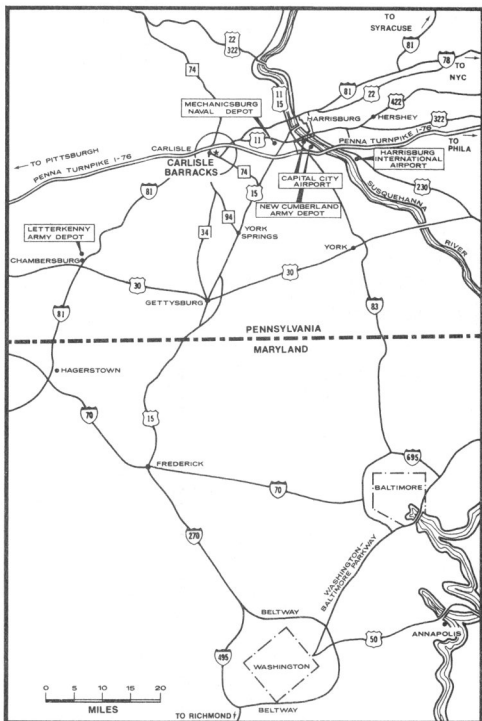 TO
SYRACUSE
81
22
322
78
TO
NYC
74
81
22
422
11
15
HARRISBURG
HERSHEY
322
MECHANICSBURG
NAVAL DEPOT
11
PENNA TURNPIKE I-76
TO
PHILA
CARLISLE
TO PITTSBURGH
PENNA TURNPIKE I-76
CARLISLE
BARRACKS
HARRISBURG
INTERNATIONAL
AIRPORT
CAPITAL CITY
AIRPORT
74
81
15
SUSQUEHANNA
RIVER
230
NEW CUMBERLAND
ARMY DEPOT
94
34
YORK
SPRINGS
LETTERKENNY
ARMY DEPOT
CHAMBERSBURG
YORK
30
30
GETTYSBURG
83
81
PENNSYLVANIA
MARYLAND
HAGERSTOWN
70
15
FREDERICK
695
70
BALTIMORE
270
WASHINGTON-
BALTIMORE PARKWAY
BELTWAY
50
ANNAPOLIS
495
WASHINGTON
0 5 10 15 20
MILES
BELTWAY
TO RICHMOND